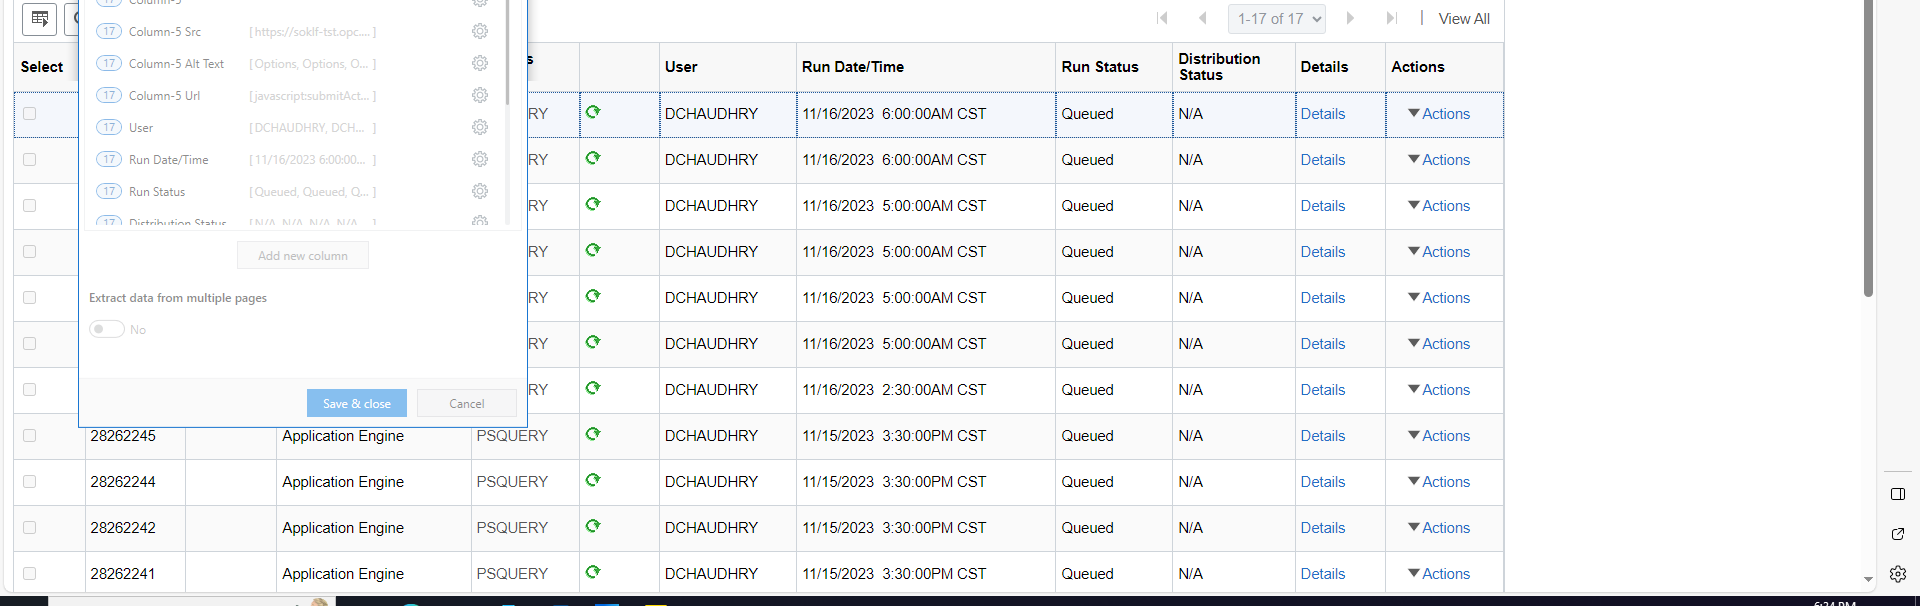 Column-5
17 Column-5 Src [ https://soklf-tst.opc.... ]
17 Column-5 Alt Text [ Options, Options, O... ]
17 Column-5 Url [ javascript:submitAct... ]
17 User [ DCHAUDHRY, DCH... ]
17 Run Date/Time [ 11/16/2023 6:00:00... ]
17 Run Status [ Queued, Queued, Q... ]
17 Distribution Status [ N/A, N/A, N/A, N/A... ]
Add new column
Extract data from multiple pages
No
Save & close Cancel
1-17 of 17 View All
Select User Run Date/Time Run Status Distribution Status Details Actions
RY DCHAUDHRY 11/16/2023 6:00:00AM CST Queued N/A Details Actions
DCHAUDHRY 11/16/2023 6:00:00AM CST Queued N/A Details Actions
RY DCHAUDHRY 11/16/2023 5:00:00AM CST Queued N/A Details Actions
RY DCHAUDHRY 11/16/2023 5:00:00AM CST Queued N/A Details Actions
RY DCHAUDHRY 11/16/2023 5:00:00AM CST Queued N/A Details Actions
RY DCHAUDHRY 11/16/2023 5:00:00AM CST Queued N/A Details Actions
RY DCHAUDHRY 11/16/2023 2:30:00AM CST Queued N/A Details Actions
28262245 Application Engine PSQUERY DCHAUDHRY 11/15/2023 3:30:00PM CST Queued N/A Details Actions
28262244 Application Engine PSQUERY DCHAUDHRY 11/15/2023 3:30:00PM CST Queued N/A Details Actions
28262242 Application Engine PSQUERY DCHAUDHRY 11/15/2023 3:30:00PM CST Queued N/A Details Actions
28262241 Application Engine PSQUERY DCHAUDHRY 11/15/2023 3:30:00PM CST Queued N/A Details Actions